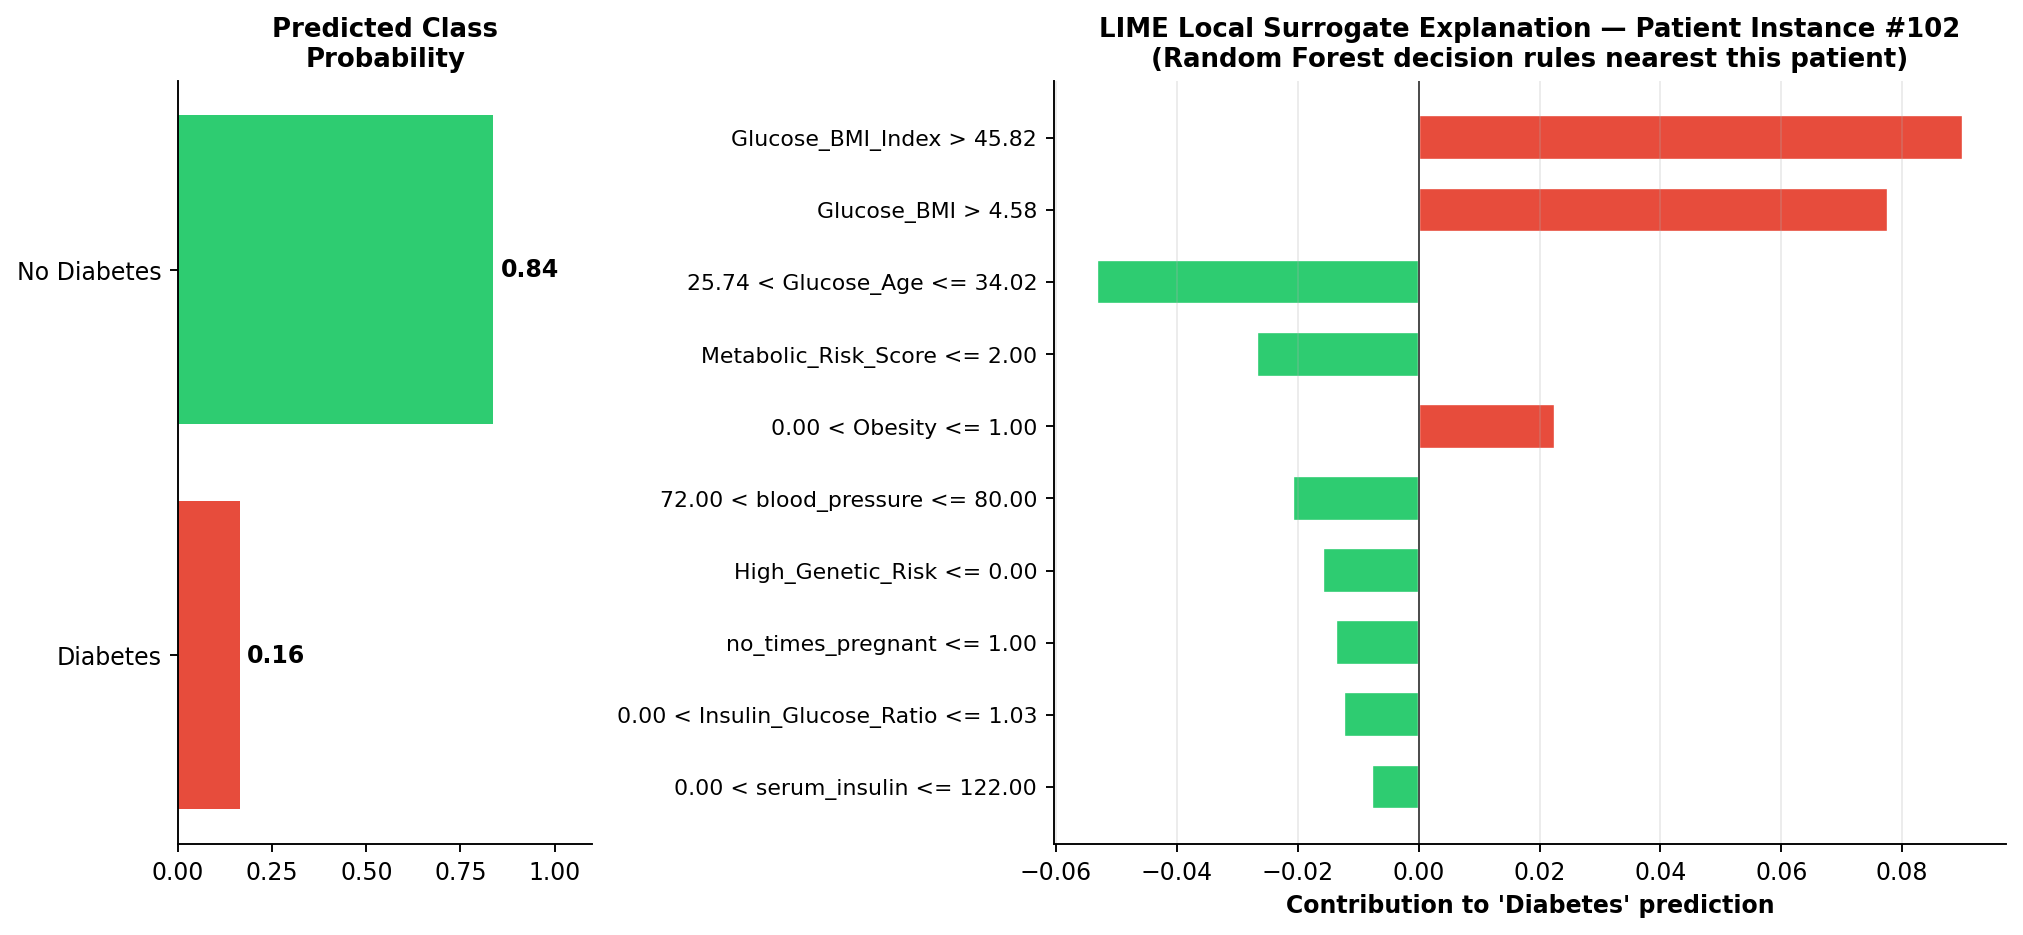 Predicted Class
Probability
No Diabetes
0.84
Diabetes
0.16
0.00 0.25 0.50 0.75 1.00
LIME Local Surrogate Explanation — Patient Instance #102
(Random Forest decision rules nearest this patient)
Glucose_BMI_Index > 45.82
Glucose_BMI > 4.58
25.74 < Glucose_Age <= 34.02
Metabolic_Risk_Score <= 2.00
0.00 < Obesity <= 1.00
72.00 < blood_pressure <= 80.00
High_Genetic_Risk <= 0.00
no_times_pregnant <= 1.00
0.00 < Insulin_Glucose_Ratio <= 1.03
0.00 < serum_insulin <= 122.00
−0.06 −0.04 −0.02 0.00 0.02 0.04 0.06 0.08
Contribution to 'Diabetes' prediction